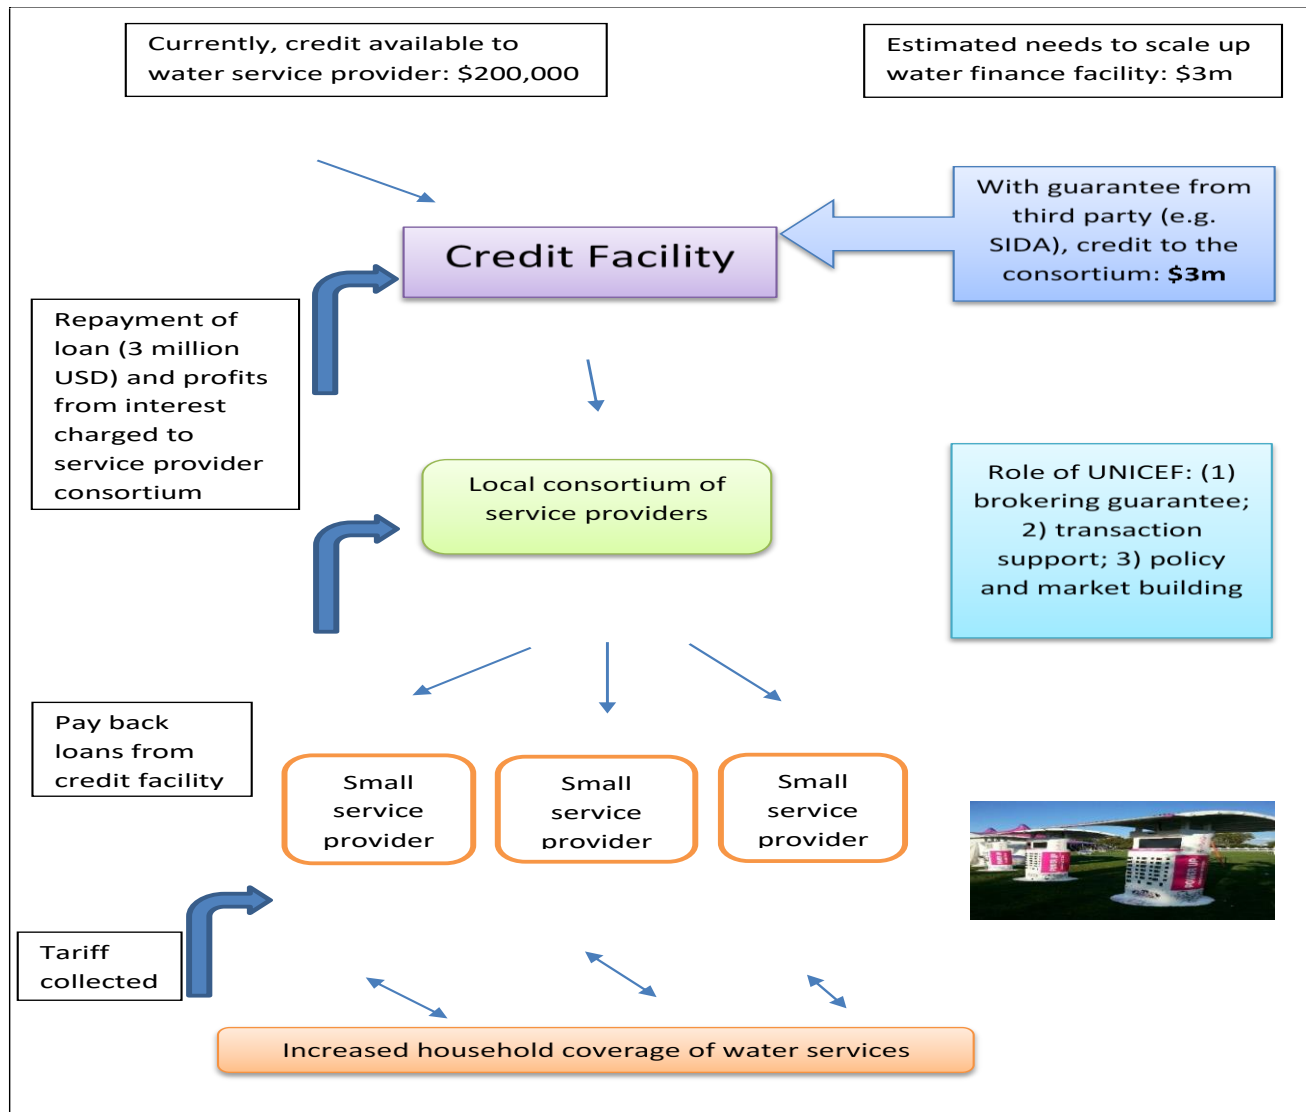 Currently, credit available to
water service provider: $200,000
Estimated needs to scale up
water finance facility: $3m
With guarantee from
third party (e.g.
SIDA), credit to the
consortium: $3m
Credit Facility
Repayment of
loan (3 million
USD) and profits
from interest
charged to
service provider
consortium
Local consortium of
service providers
Role of UNICEF: (1)
brokering guarantee;
2) transaction
support; 3) policy
and market building
Pay back
loans from
credit facility
Small
service
provider
Small
service
provider
Small
service
provider
POWER UP
Tariff
collected
Increased household coverage of water services